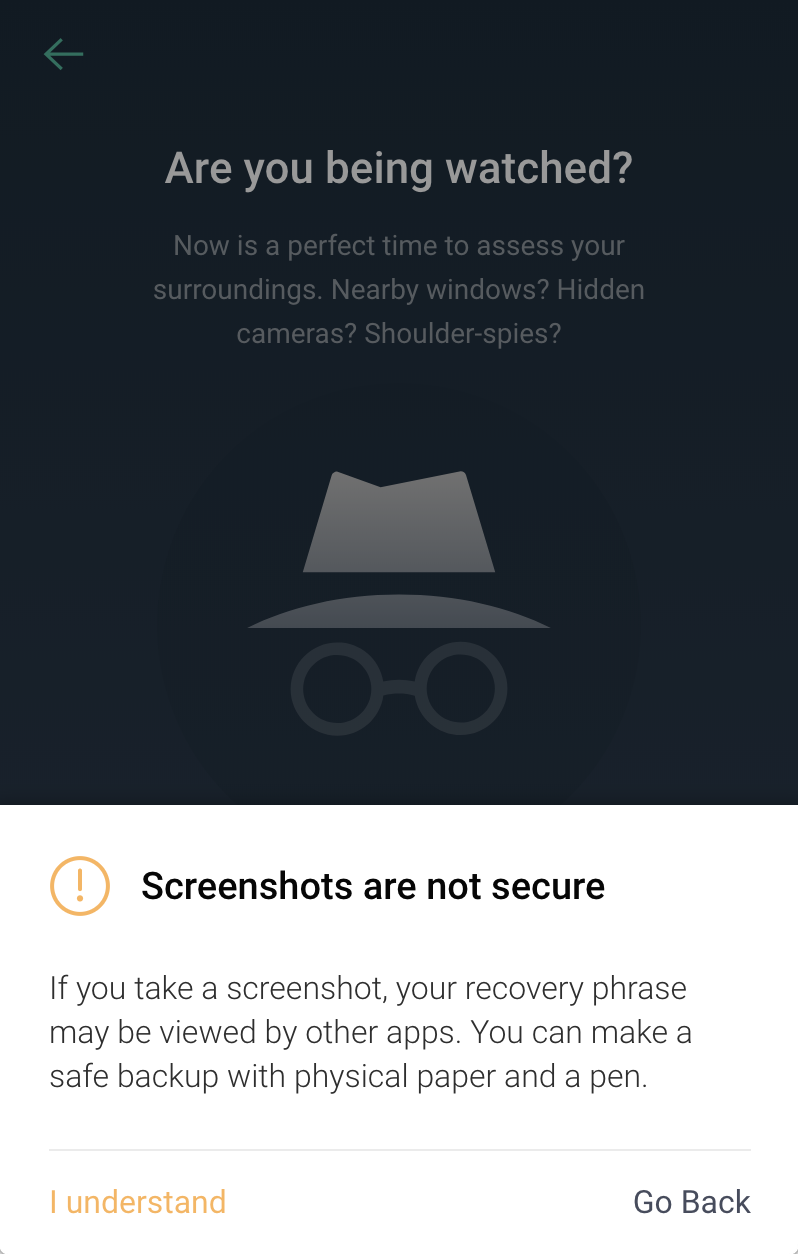 Are you being watched?
Now is a perfect time to assess your
surroundings. Nearby windows? Hidden
cameras? Shoulder-spies?
Screenshots are not secure
If you take a screenshot, your recovery phrase
may be viewed by other apps. You can make a
safe backup with physical paper and a pen.
I understand
Go Back